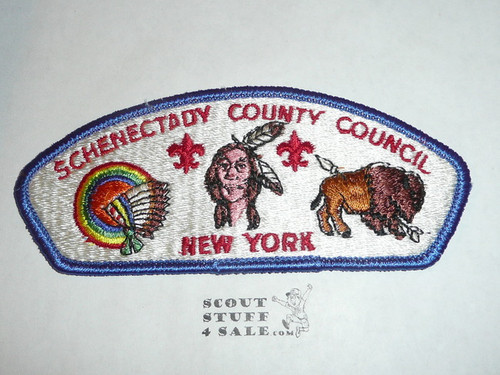 SCHENECTADY COUNTY COUNCIL
NEW YORK
SCOUT
STUFF
4 SALE.COM